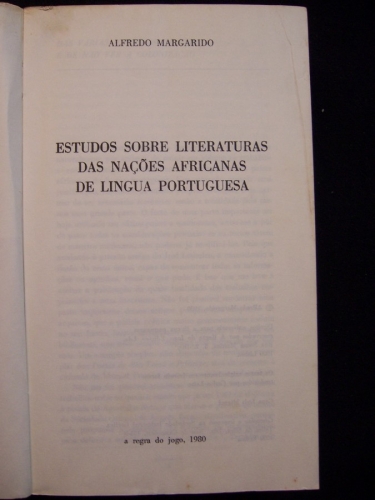 ALFREDO MARGARIDO
ESTUDOS SOBRE LITERATURAS
DAS NAÇÕES AFRICANAS
DE LINGUA PORTUGUESA
a regra do jogo, 1980